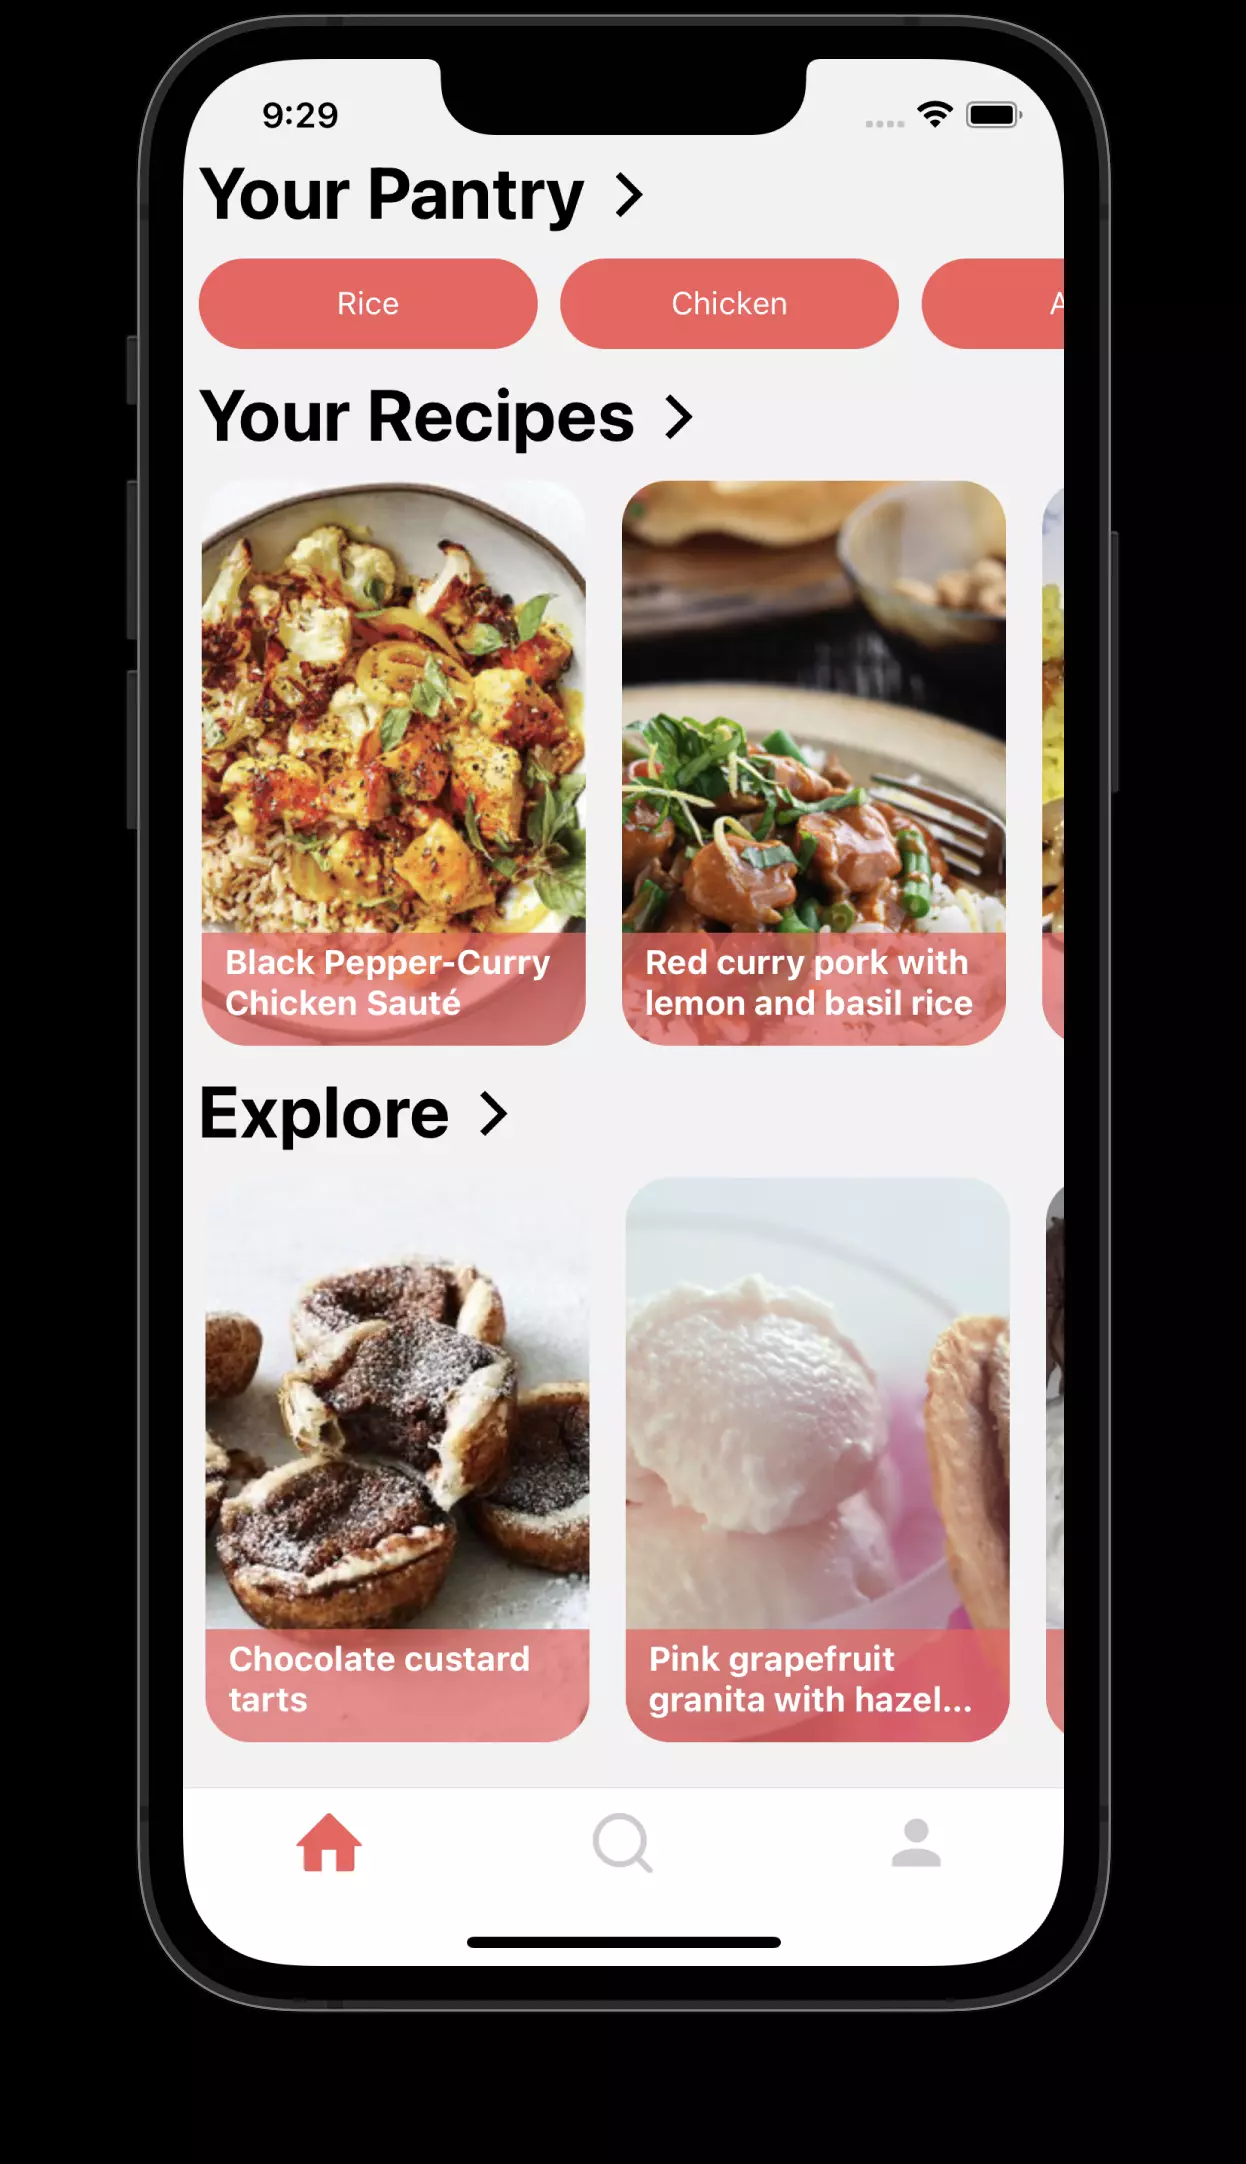 9:29
Your Pantry
Rice
Chicken
Your Recipes
Black Pepper-Curry
Chicken Sauté
Red curry pork with
lemon and basil rice
Explore
Chocolate custard
tarts
Pink grapefruit
granita with hazel...